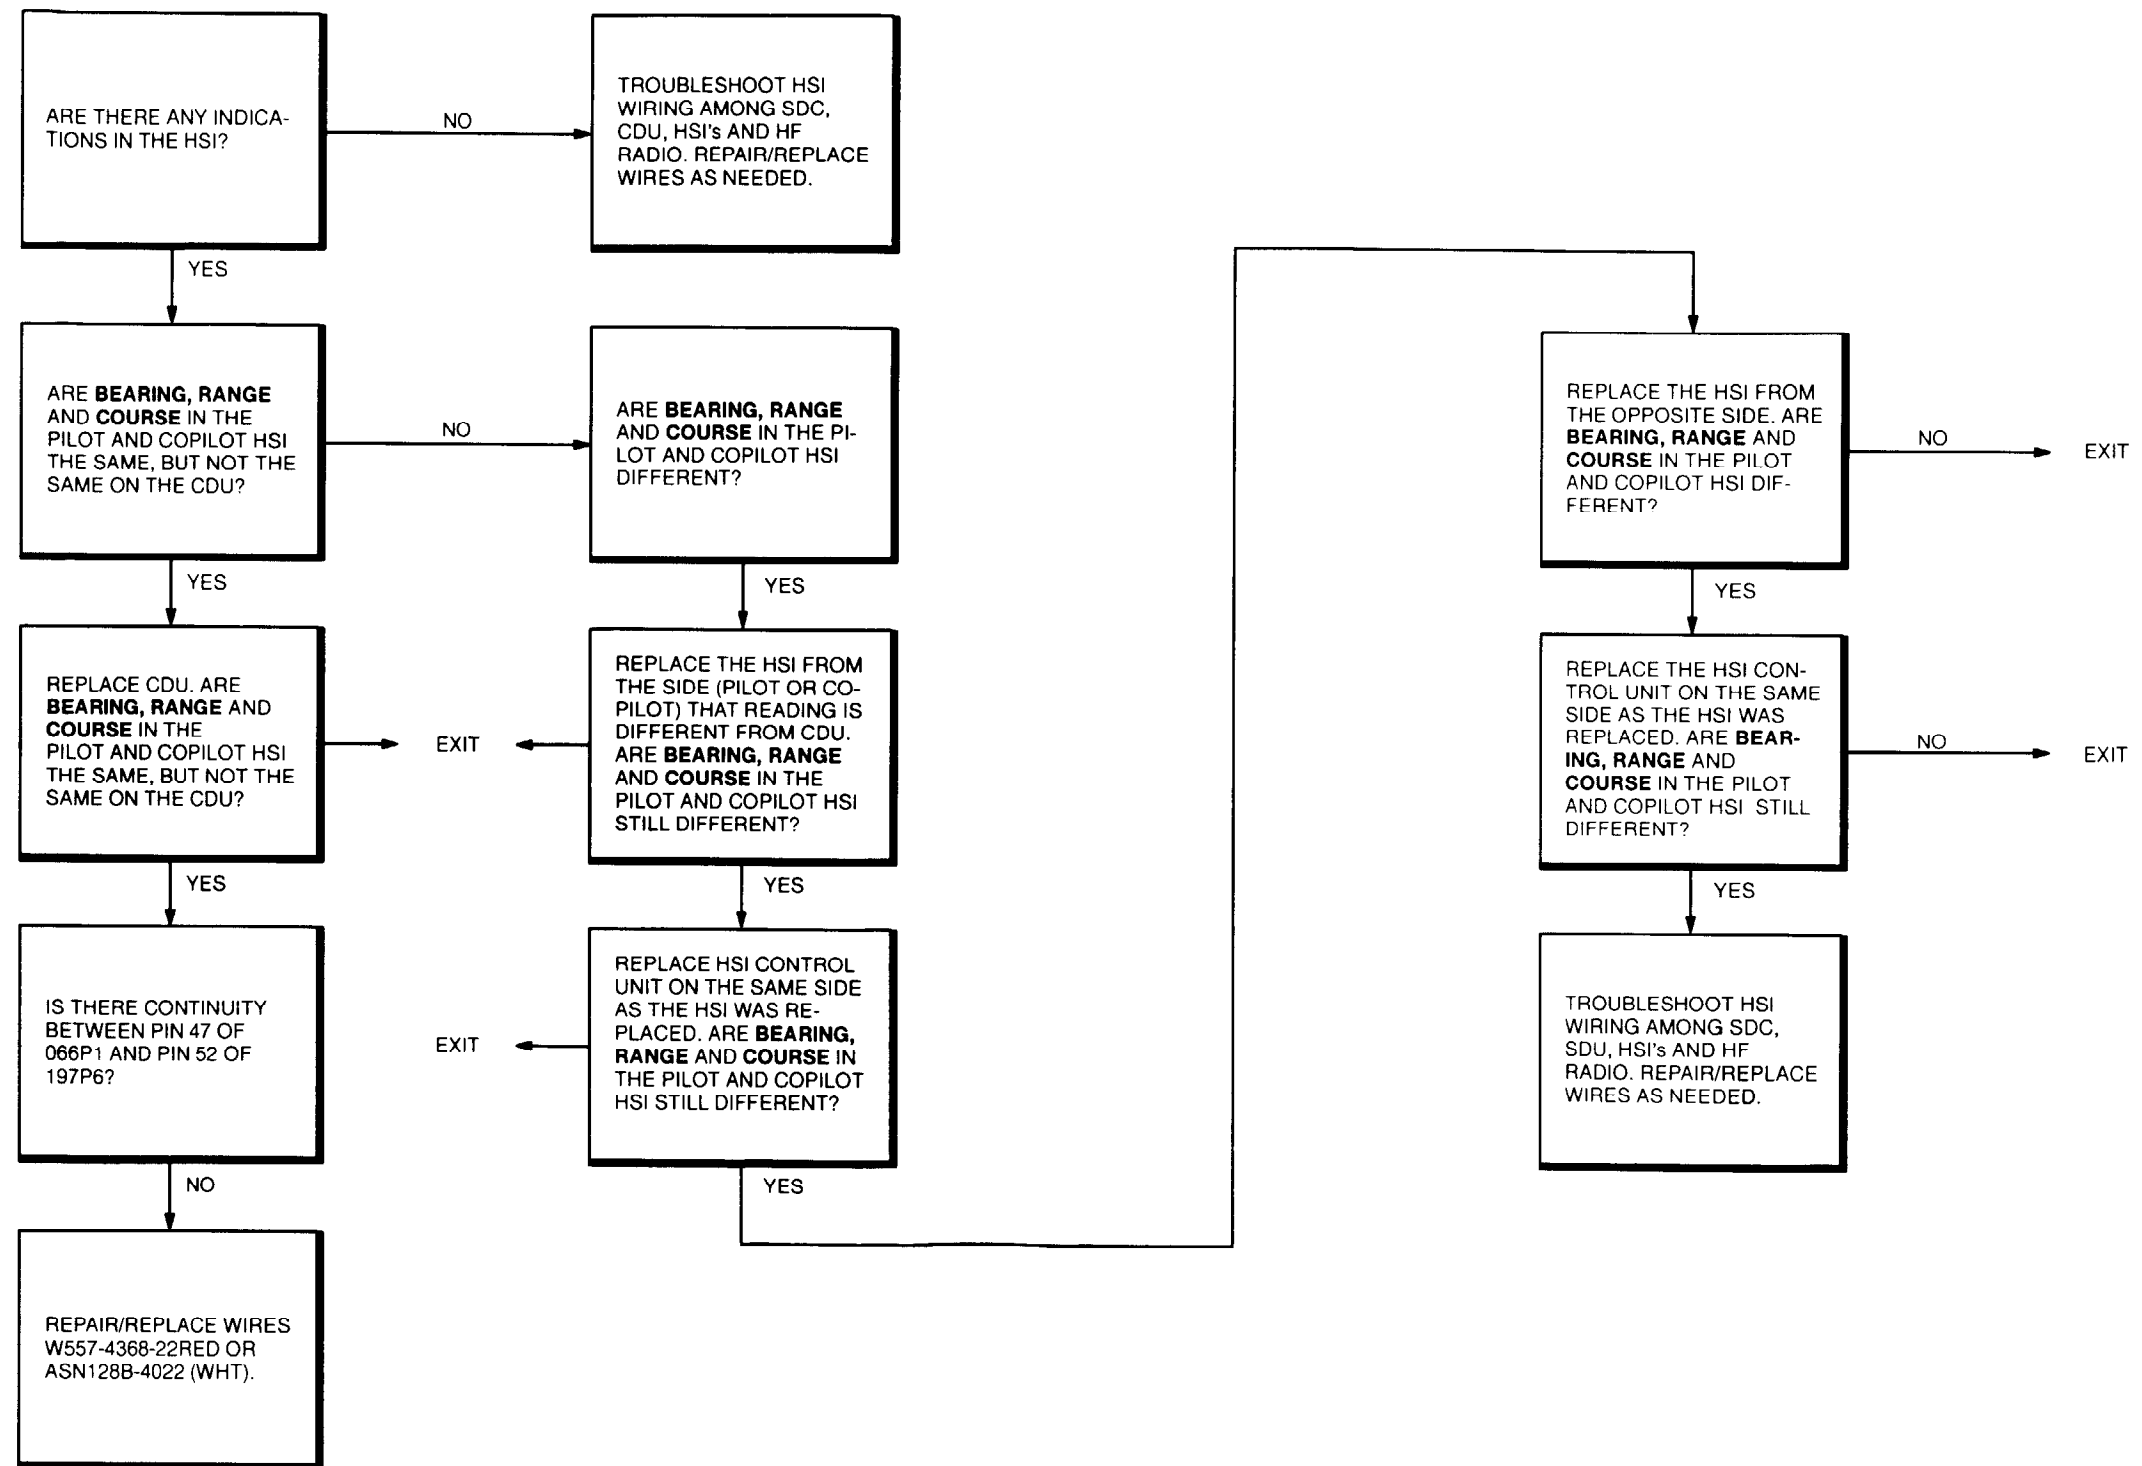 ARE THERE ANY INDICA-
TIONS IN THE HSI?
NO
TROUBLESHOOT HSI
WIRING AMONG SDC,
CDU, HSI's AND HF
RADIO. REPAIR/REPLACE
WIRES AS NEEDED.
YES
ARE BEARING, RANGE
AND COURSE IN THE
PILOT AND COPILOT HSI
THE SAME, BUT NOT THE
SAME ON THE CDU?
NO
ARE BEARING, RANGE
AND COURSE IN THE PI-
LOT AND COPILOT HSI
DIFFERENT?
YES
YES
REPLACE CDU. ARE
BEARING, RANGE AND
COURSE IN THE
PILOT AND COPILOT HSI
THE SAME, BUT NOT THE
SAME ON THE CDU?
EXIT
REPLACE THE HSI FROM
THE SIDE (PILOT OR CO-
PILOT) THAT READING IS
DIFFERENT FROM CDU.
ARE BEARING, RANGE
AND COURSE IN THE
PILOT AND COPILOT HSI
STILL DIFFERENT?
YES
YES
IS THERE CONTINUITY
BETWEEN PIN 47 OF
066P1 AND PIN 52 OF
197P6?
EXIT
REPLACE HSI CONTROL
UNIT ON THE SAME SIDE
AS THE HSI WAS RE-
PLACED. ARE BEARING,
RANGE AND COURSE IN
THE PILOT AND COPILOT
HSI STILL DIFFERENT?
NO
YES
REPAIR/REPLACE WIRES
W557-4368-22RED OR
ASN128B-4022 (WHT).
REPLACE THE HSI FROM
THE OPPOSITE SIDE. ARE
BEARING, RANGE AND
COURSE IN THE PILOT
AND COPILOT HSI DIF-
FERENT?
NO
EXIT
YES
REPLACE THE HSI CON-
TROL UNIT ON THE SAME
SIDE AS THE HSI WAS
REPLACED. ARE BEAR-
ING, RANGE AND
COURSE IN THE PILOT
AND COPILOT HSI STILL
DIFFERENT?
NO
EXIT
YES
TROUBLESHOOT HSI
WIRING AMONG SDC,
SDU, HSI's AND HF
RADIO. REPAIR/REPLACE
WIRES AS NEEDED.